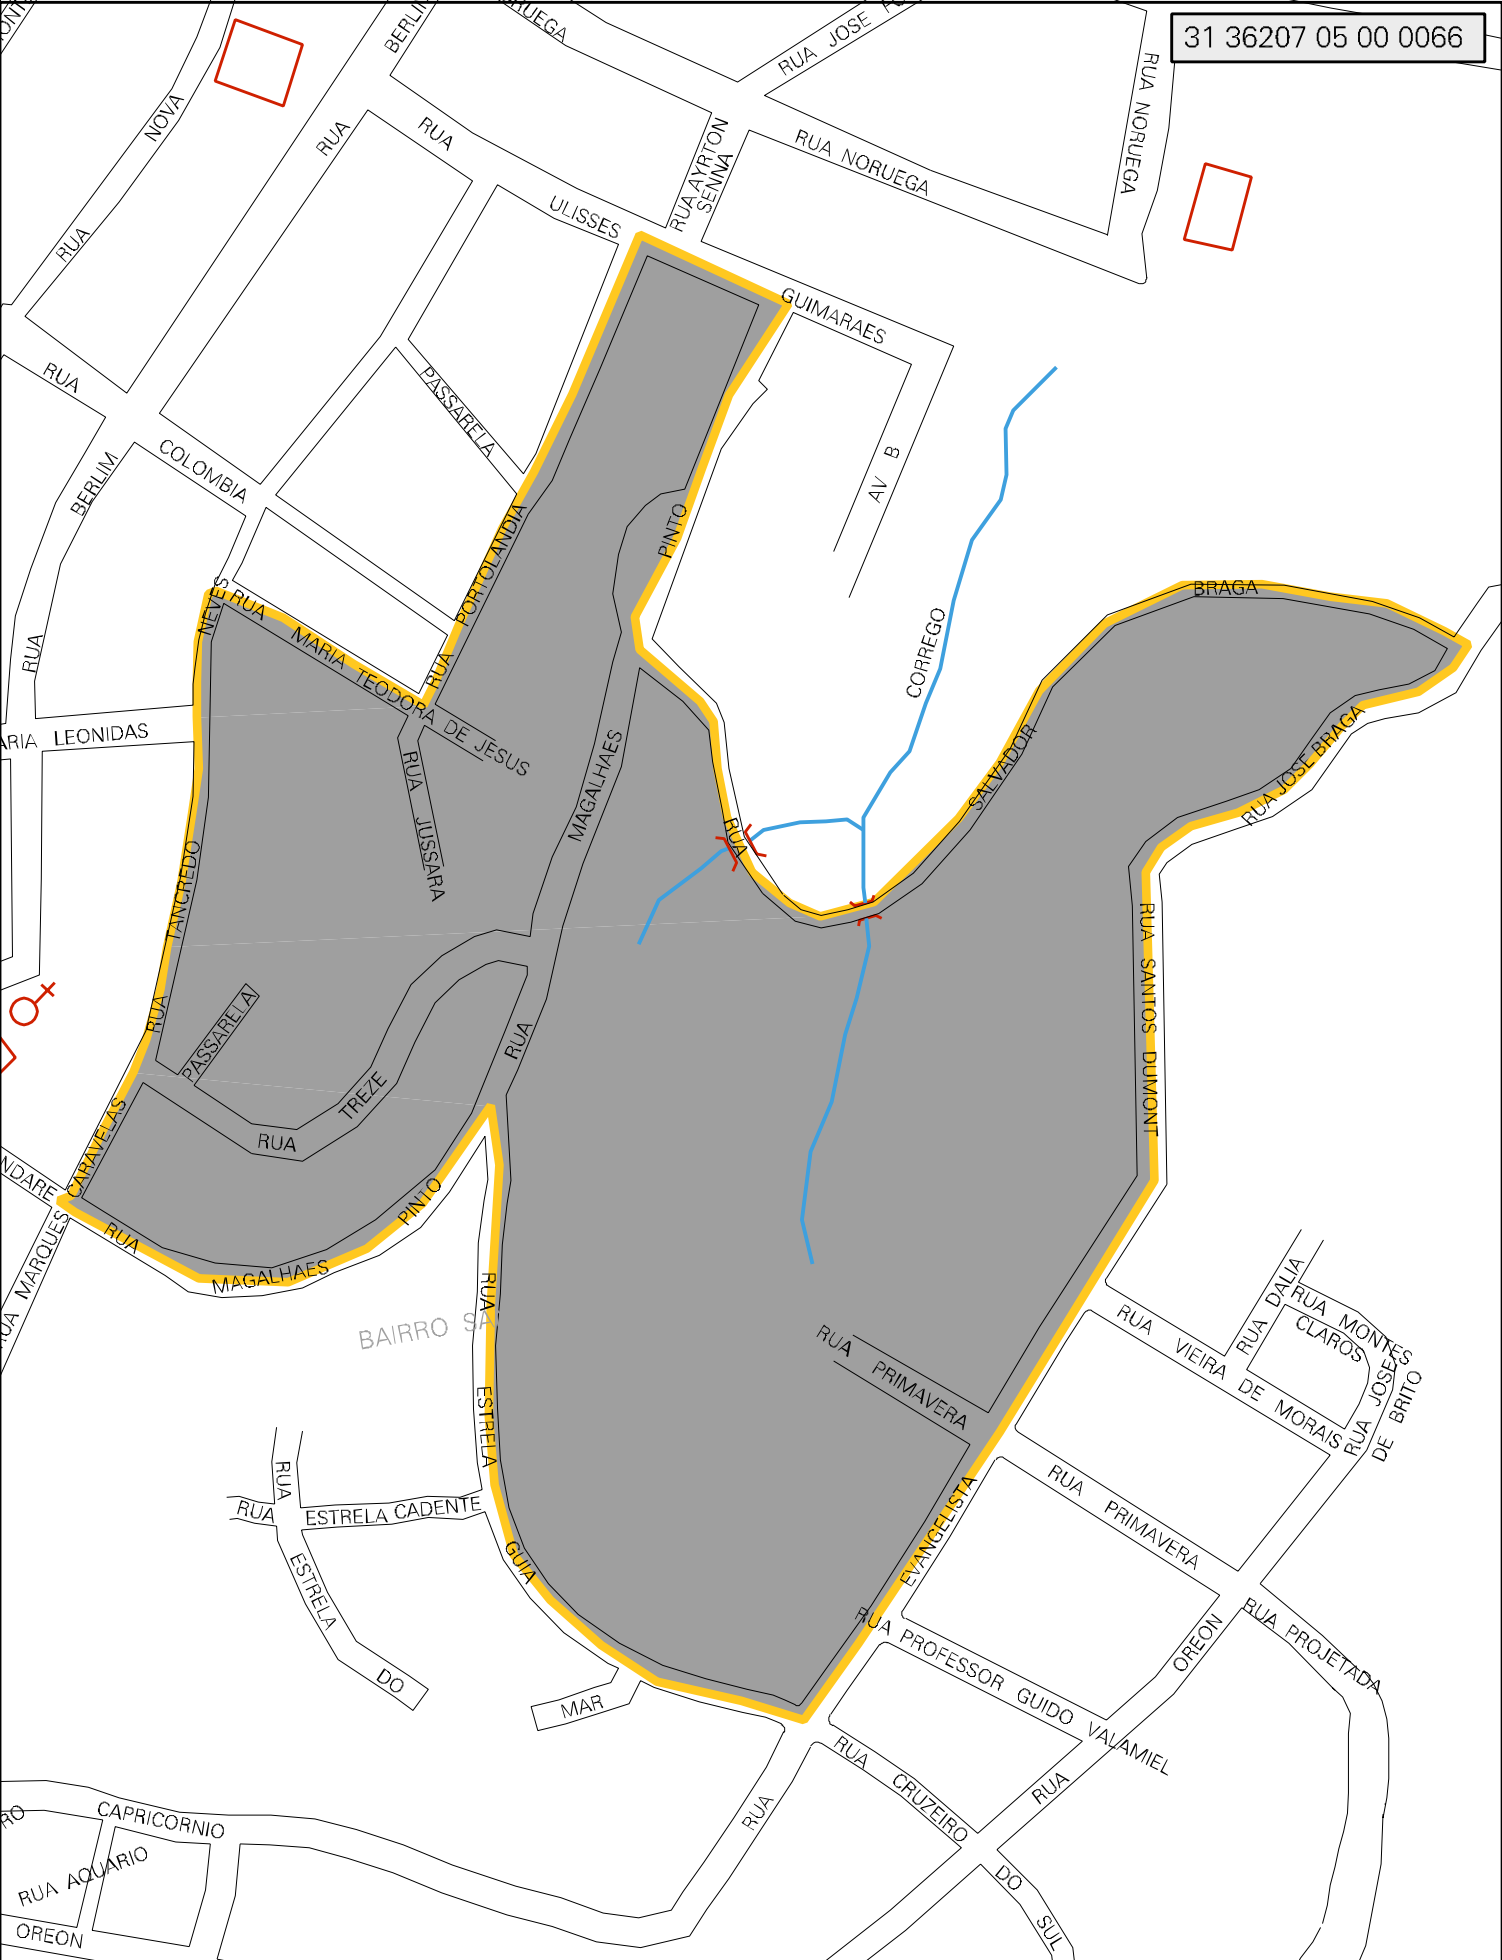 31 36207 05 00 0066
RUA JOSE
BERLIM
RUA NORUEGA
NOVA
RUA
RUA
RUA AYRTON
SENNA
RUA NORUEGA
ULISSES
RUA
GUIMARAES
RUA
PASSARELA
COLOMBIA
BERLIM
AV B
PINTO
PORTOLANDIA
NEVES
RUA
MARIA TEODORA DE JESUS
BRAGA
CORREGO
RUA
RUA
LEONIDAS
RUA JUSSARA
MAGALHAES
SALVADOR
RUA JOSE BRAGA
RUA
TANCREDO
RUA SANTOS DUMONT
RUA
PASSARELA
RUA
TREZE
RUA
CARAVELAS
NDARE
RUA
PINTO
MAGALHAES
RUA MARQUES
RUA
BAIRRO SA
RUA DALIA
RUA MONTES
CLAROS
RUA VIEIRA DE MORAIS
RUA JOSE
DE BRITO
RUA PRIMAVERA
ESTRELA
RUA
RUA ESTRELA CADENTE
EVANGELISTA
RUA PRIMAVERA
GUIA
ESTRELA
DO
MAR
RUA PROFESSOR GUIDO VALAMIEL
OREON
RUA PROJETADA
RUA CRUZEIRO
RUA
RUA
CAPRICORNIO
RUA AQUARIO
DO
SUL
OREON